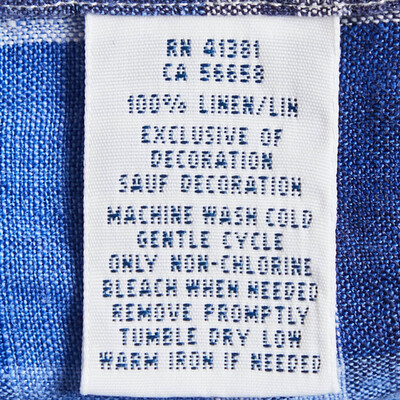 RN 41381
CA 56658
100% LINEN/LIN
EXCLUSIVE OF
DECORATION
SAUF DECORATION
MACHINE WASH COLD
GENTLE CYCLE
ONLY NON-CHLORINE
BLEACH WHEN NEEDED
REMOVE PROMPTLY
TUMBLE DRY LOW
WARM IRON IF NEEDED